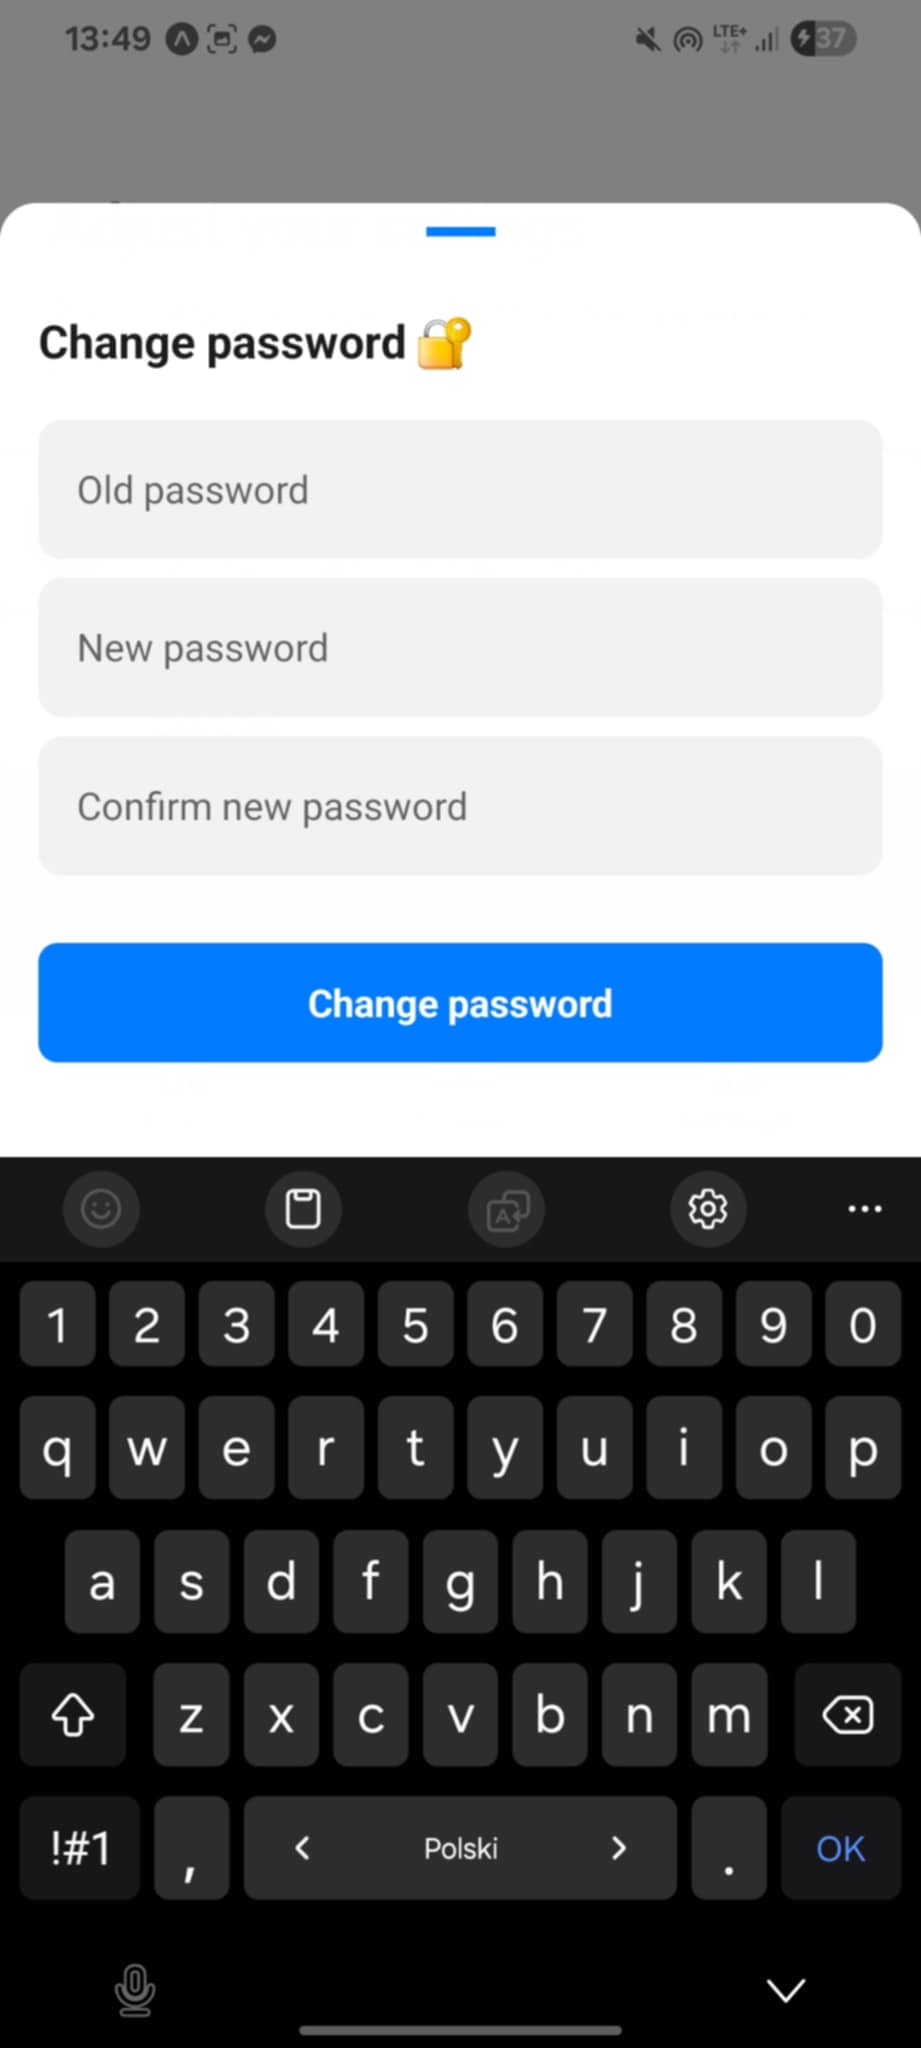 13:49 LTE+ 37
Change password
Old password
New password
Confirm new password
Change password
1 2 3 4 5 6 7 8 9 0
q w e r t y u i o p
a s d f g h j k l
z x c v b n m
!#1 , < Polski > . OK